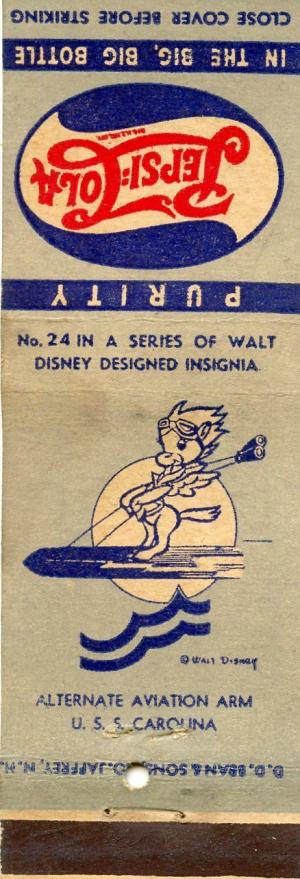 CLOSE COVER BEFORE STRIKING
IN THE BIG, BIG BOTTLE
PEPSI:COLA
PURITY
No. 24 IN A SERIES OF WALT
DISNEY DESIGNED INSIGNIA
© WALT DISNEY
ALTERNATE AVIATION ARM
U. S. S. CAROLINA
D. D. BEAN & SONS CO. JAFFREY, N. H.